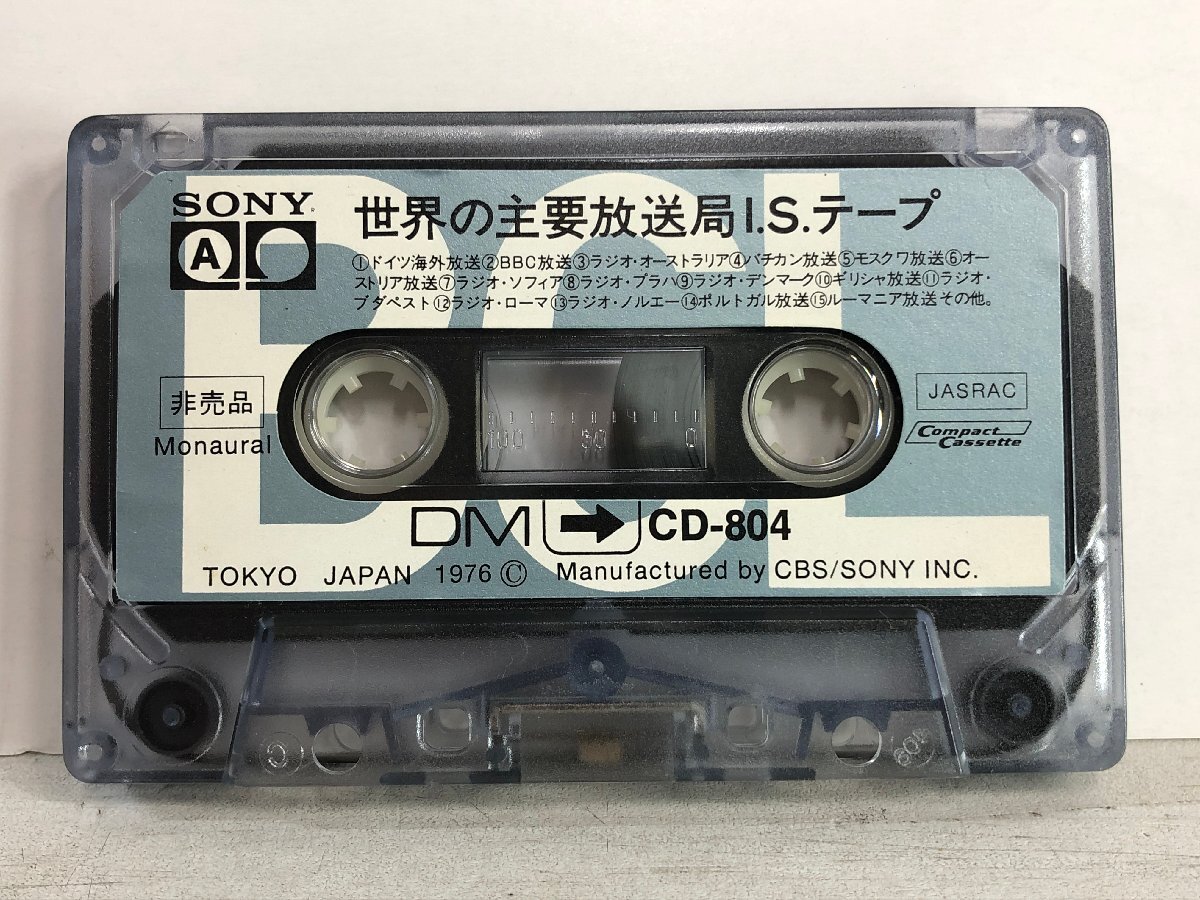 SONY
A
世界の主要放送局I.S.テープ
①ドイツ海外放送②BBC放送③ラジオ・オーストラリア④バチカン放送⑤モスクワ放送⑥オー
ストリア放送⑦ラジオ・ソフィア⑧ラジオ・プラハ⑨ラジオ・デンマーク⑩ギリシャ放送⑪ラジオ・
ブダペスト⑫ラジオ・ローマ⑬ラジオ・ノルエー⑭ポルトガル放送⑮ルーマニア放送その他。
BCL
非売品
Monaural
100 50 0
JASRAC
Compact
Cassette
DM CD-804
TOKYO JAPAN 1976 © Manufactured by CBS/SONY INC.